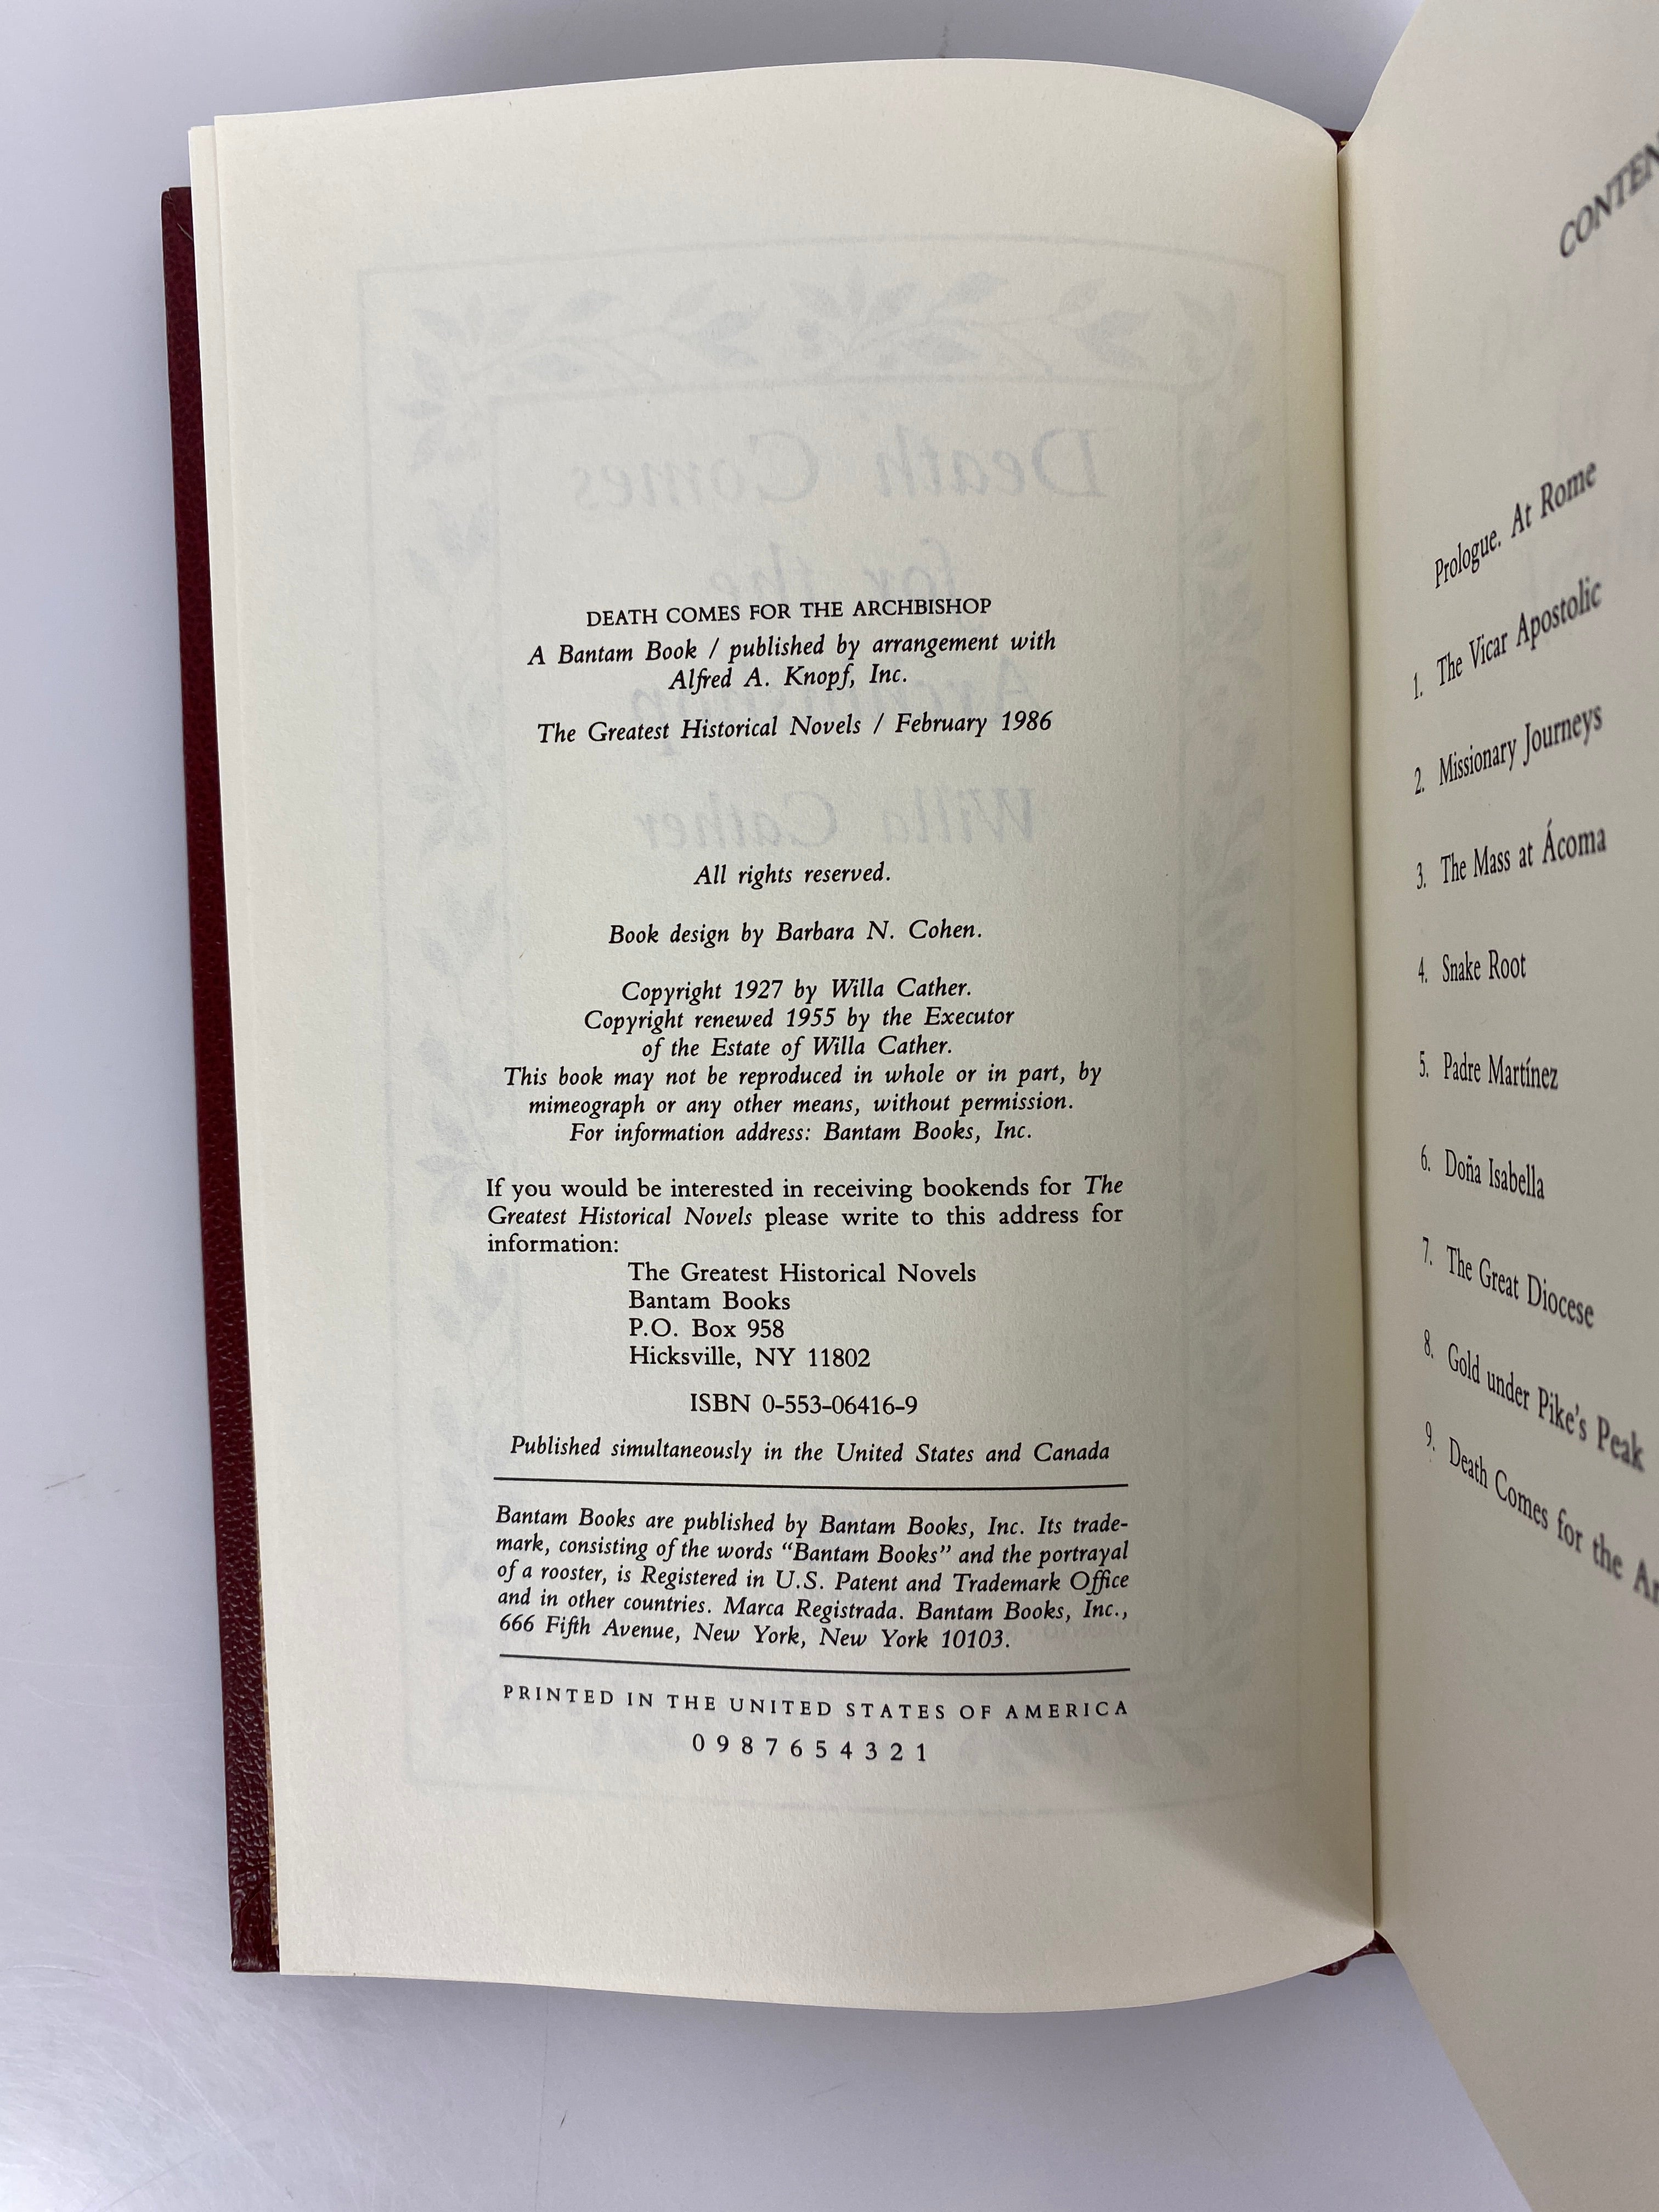 DEATH COMES FOR THE ARCHBISHOP
A Bantam Book / published by arrangement with
Alfred A. Knopf, Inc.
The Greatest Historical Novels / February 1986
All rights reserved.
Book design by Barbara N. Cohen.
Copyright 1927 by Willa Cather.
Copyright renewed 1955 by the Executor
of the Estate of Willa Cather.
This book may not be reproduced in whole or in part, by
mimeograph or any other means, without permission.
For information address: Bantam Books, Inc.
If you would be interested in receiving bookends for The
Greatest Historical Novels please write to this address for
information:
The Greatest Historical Novels
Bantam Books
P.O. Box 958
Hicksville, NY 11802
ISBN 0-553-06416-9
Published simultaneously in the United States and Canada
Bantam Books are published by Bantam Books, Inc. Its trade-
mark, consisting of the words “Bantam Books” and the portrayal
of a rooster, is Registered in U.S. Patent and Trademark Office
and in other countries. Marca Registrada. Bantam Books, Inc.,
666 Fifth Avenue, New York, New York 10103.
PRINTED IN THE UNITED STATES OF AMERICA
0 9 8 7 6 5 4 3 2 1
Prologue. At Rome
1. The Vicar Apostolic
2. Missionary Journeys
3. The Mass at Ácoma
4. Snake Root
5. Padre Martínez
6. Doña Isabella
7. The Great Diocese
8. Gold under Pike's Peak
9. Death Comes for the